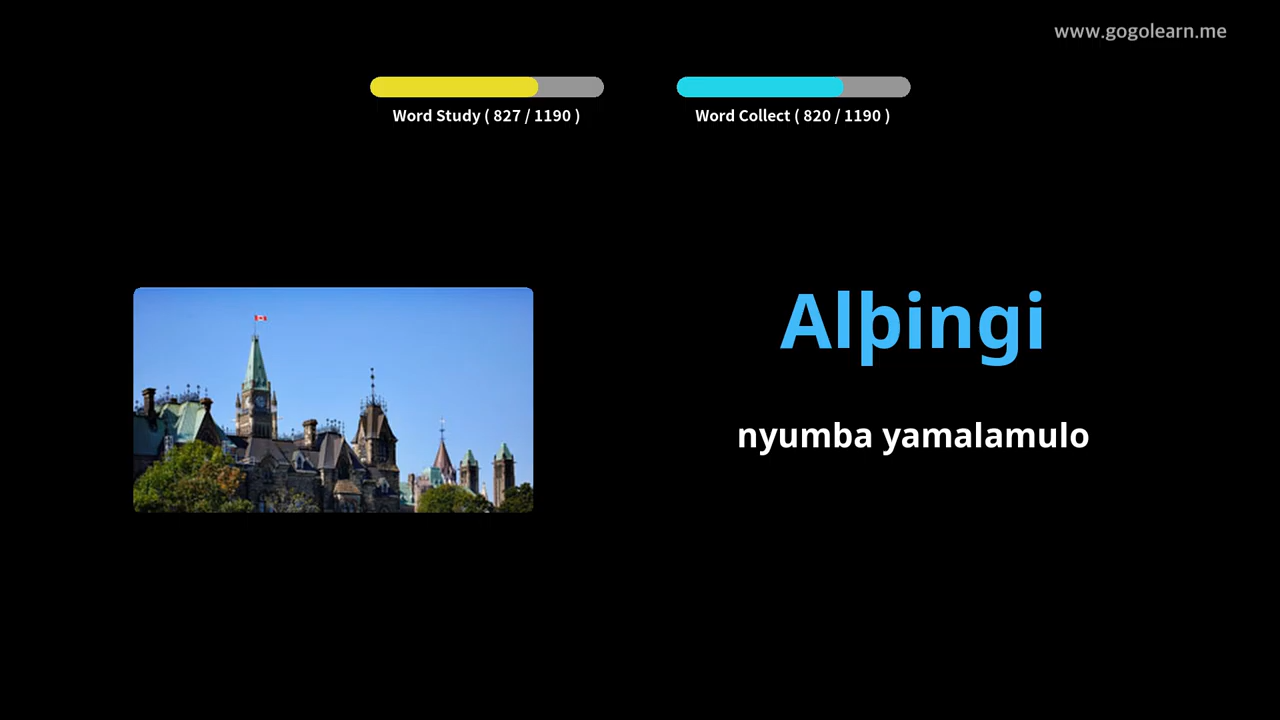 www.gogolearn.me
Word Study ( 827 / 1190 )
Word Collect ( 820 / 1190 )
Alþingi
nyumba yamalamulo